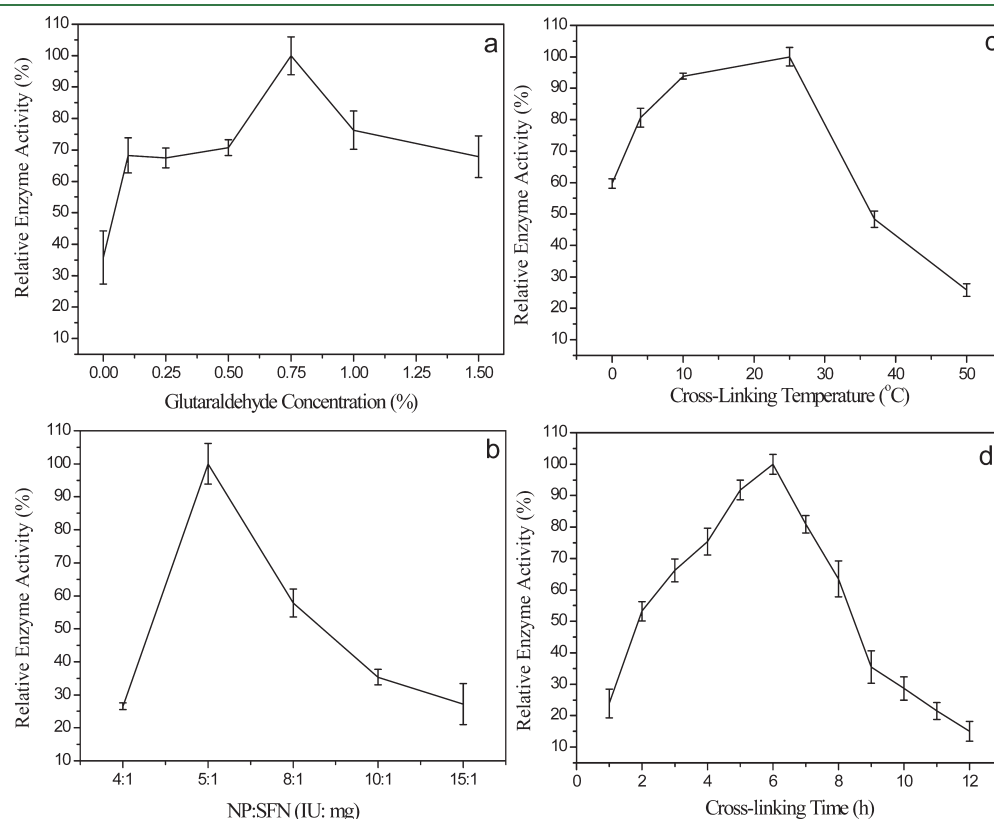 a
Relative Enzyme Activity (%)
110
100
90
80
70
60
50
40
30
20
10
0.00 0.25 0.50 0.75 1.00 1.25 1.50
Glutaraldehyde Concentration (%)
c
Relative Enzyme Activity (%)
110
100
90
80
70
60
50
40
30
20
10
0 10 20 30 40 50
Cross-Linking Temperature (°C)
b
Relative Enzyme Activity (%)
110
100
90
80
70
60
50
40
30
20
10
4:1 5:1 8:1 10:1 15:1
NP:SFN (IU: mg)
d
Relative Enzyme Activity (%)
110
100
90
80
70
60
50
40
30
20
10
0 2 4 6 8 10 12
Cross-linking Time (h)